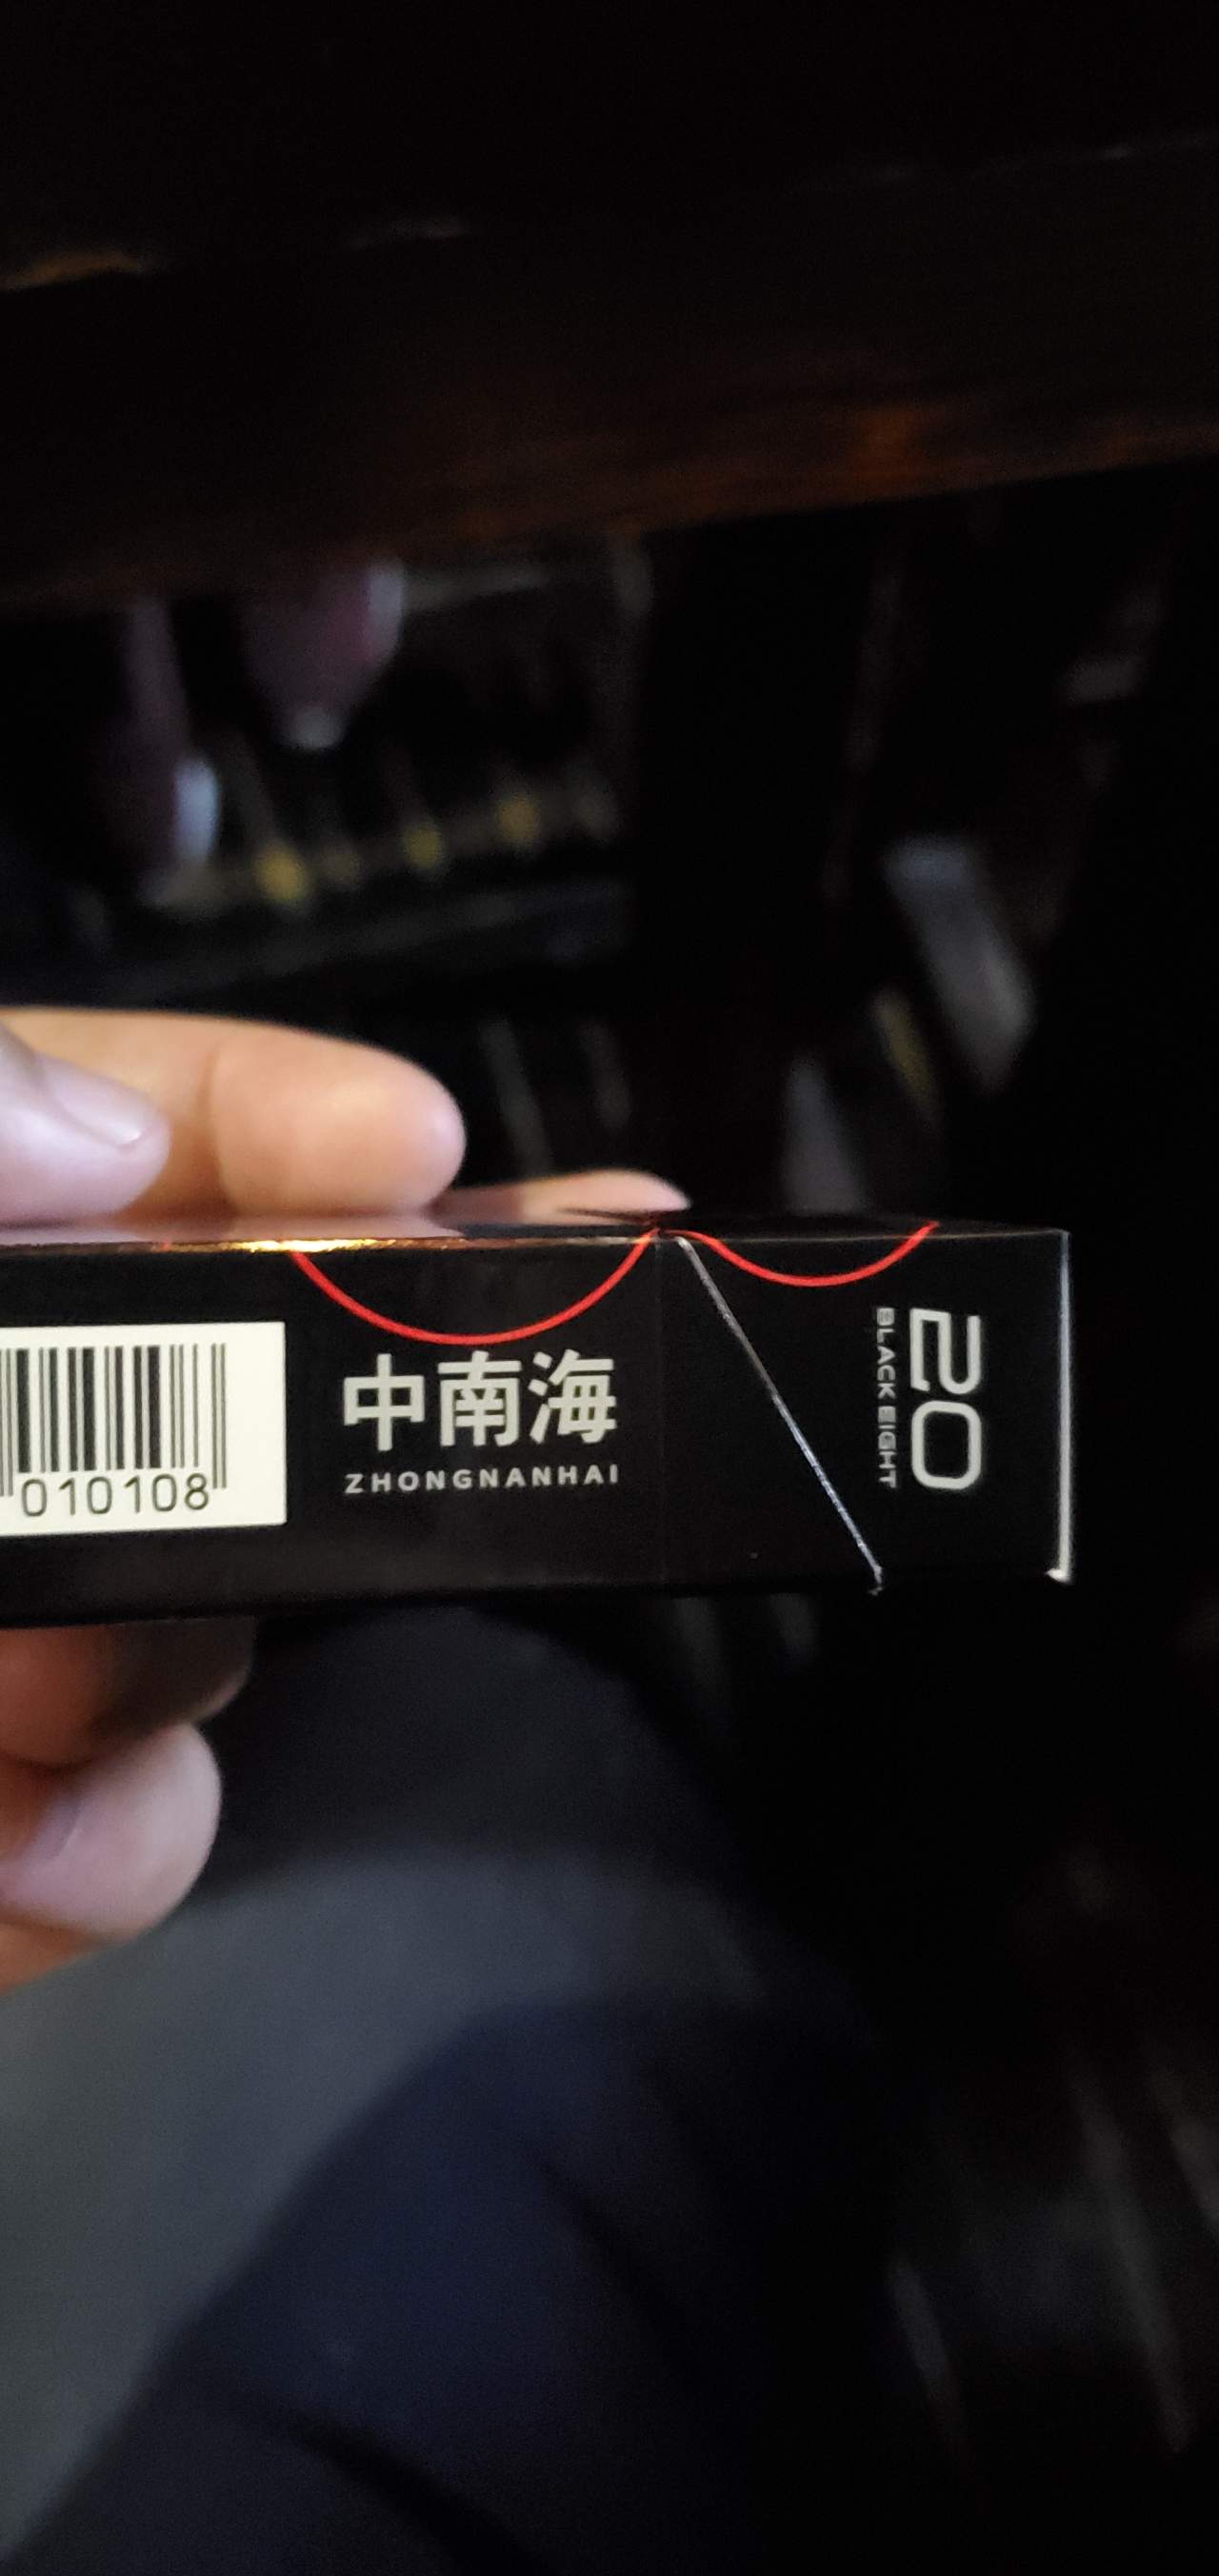 010108
中南海
ZHONGNANHAI
20
BLACK EIGHT